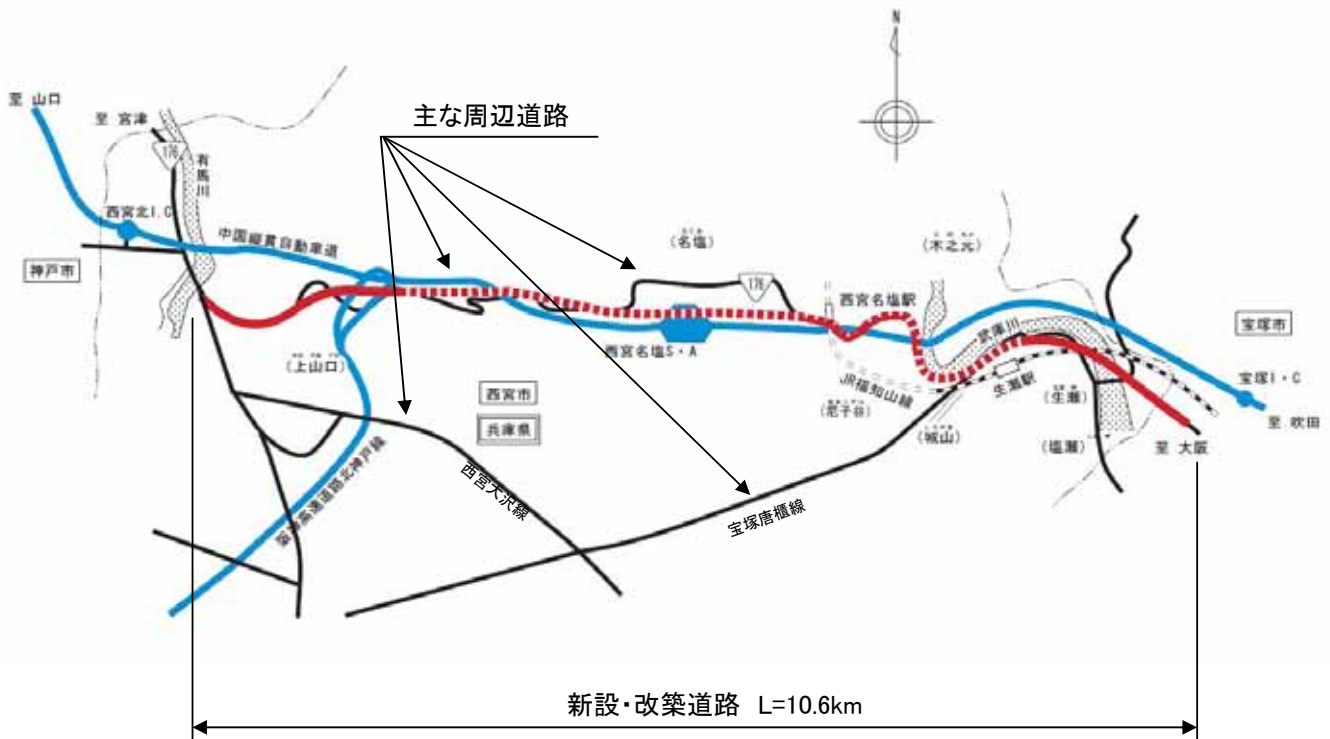 N
至 山口
至 宮津
176
有馬川
主な周辺道路
西宮北I.C
中国縦貫自動車道
神戸市
(名塩)
176
(木之元)
西宮名塩駅
武庫川
宝塚市
西宮名塩S・A
(上山口)
西宮市
兵庫県
JR福知山線
生瀬駅
(尼子谷)
(城山)
(生瀬)
(塩瀬)
宝塚I・C
至 吹田
至 大阪
西宮大沢線
宝塚唐櫃線
阪神高速道路北神戸線
新設・改築道路 L=10.6km